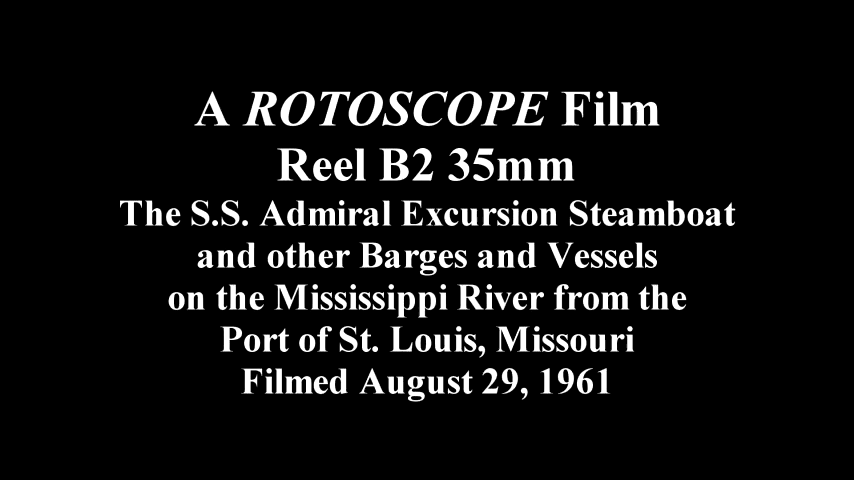 A ROTOSCOPE Film
Reel B2 35mm
The S.S. Admiral Excursion Steamboat
and other Barges and Vessels
on the Mississippi River from the
Port of St. Louis, Missouri
Filmed August 29, 1961